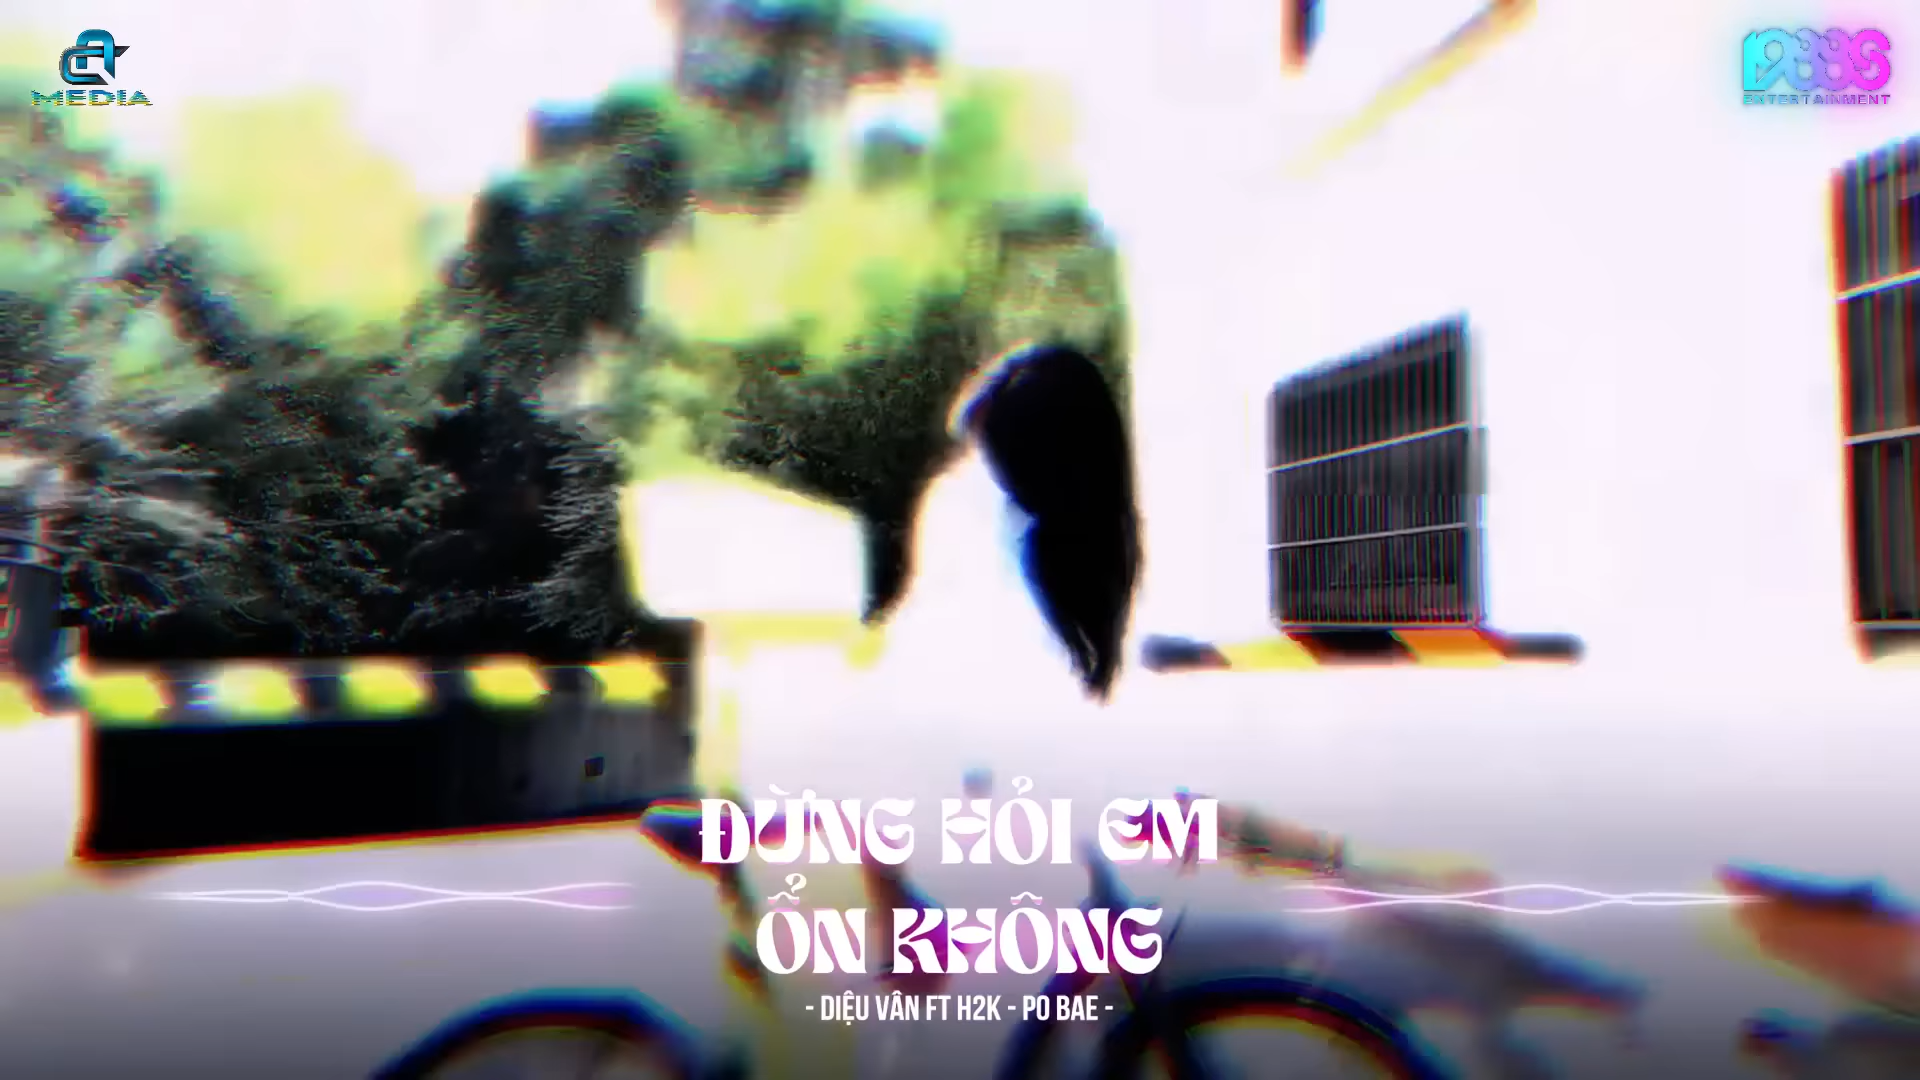 MEDIA
1988S
ENTERTAINMENT
ĐỪNG HỎI EM
ỔN KHÔNG
- DIỆU VÂN FT H2K - PO BAE -